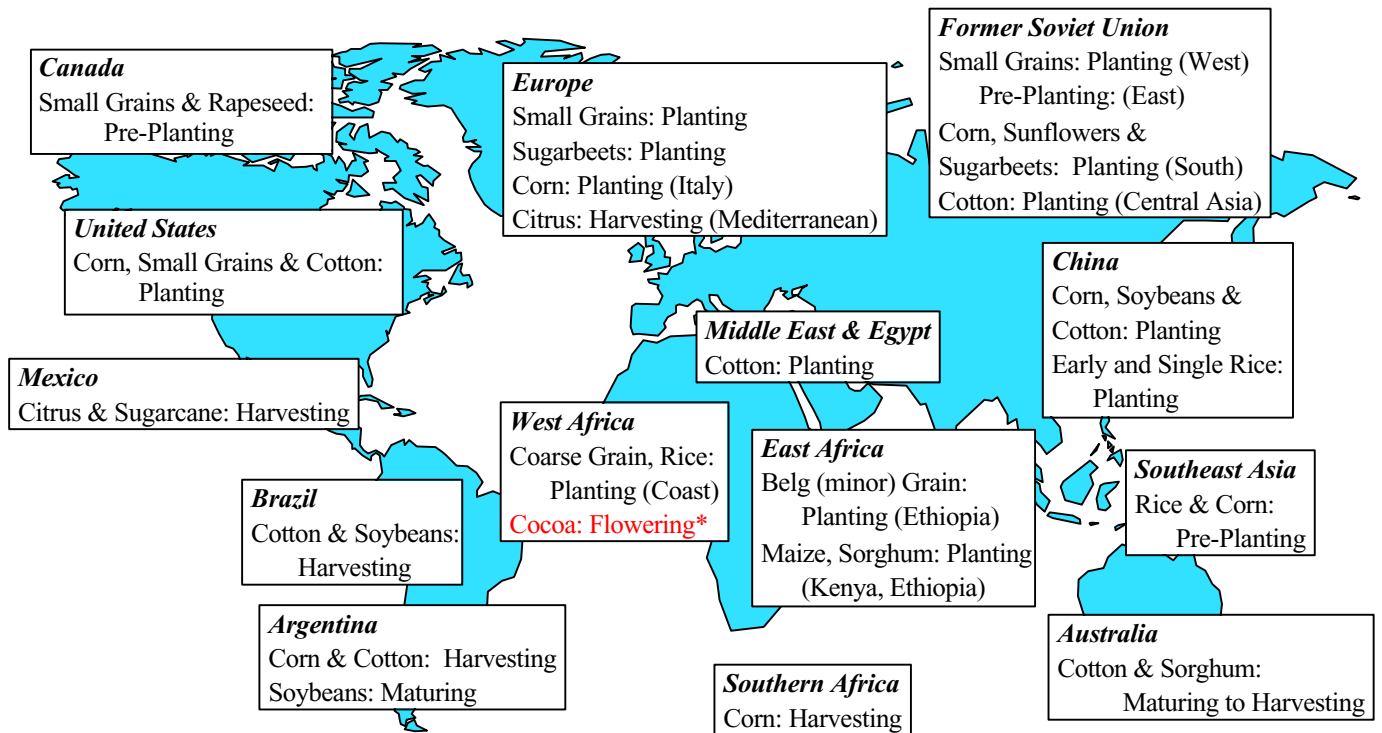 Canada
Small Grains & Rapeseed:
Pre-Planting
United States
Corn, Small Grains & Cotton:
Planting
Mexico
Citrus & Sugarcane: Harvesting
Brazil
Cotton & Soybeans:
Harvesting
Argentina
Corn & Cotton: Harvesting
Soybeans: Maturing
Europe
Small Grains: Planting
Sugarbeets: Planting
Corn: Planting (Italy)
Citrus: Harvesting (Mediterranean)
West Africa
Coarse Grain, Rice:
Planting (Coast)
Cocoa: Flowering*
Middle East & Egypt
Cotton: Planting
East Africa
Belg (minor) Grain:
Planting (Ethiopia)
Maize, Sorghum: Planting
(Kenya, Ethiopia)
Southern Africa
Corn: Harvesting
Former Soviet Union
Small Grains: Planting (West)
Pre-Planting: (East)
Corn, Sunflowers &
Sugarbeets: Planting (South)
Cotton: Planting (Central Asia)
China
Corn, Soybeans &
Cotton: Planting
Early and Single Rice:
Planting
Southeast Asia
Rice & Corn:
Pre-Planting
Australia
Cotton & Sorghum:
Maturing to Harvesting